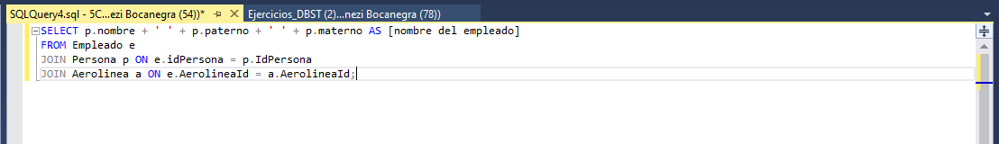 SQLQuery4.sql - 5C...ezi Bocanegra (54))* Ejercicios_DBST (2)...nezi Bocanegra (78))
SELECT p.nombre + ' ' + p.paterno + ' ' + p.materno AS [nombre del empleado]
FROM Empleado e
JOIN Persona p ON e.idPersona = p.IdPersona
JOIN Aerolinea a ON e.AerolineaId = a.AerolineaId;